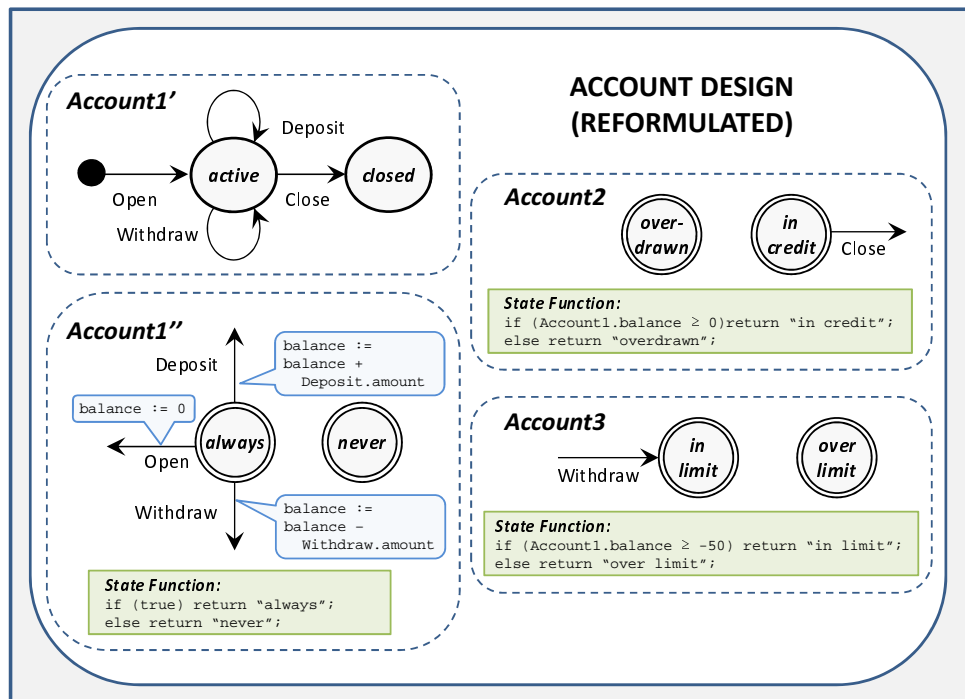 ACCOUNT DESIGN
(REFORMULATED)
Account1’
Deposit
active
closed
Open
Close
Withdraw
Account2
over-
drawn
in
credit
Close
State Function:
if (Account1.balance ≥ 0)return “in credit”;
else return “overdrawn”;
Account1’’
Deposit
balance :=
balance +
Deposit.amount
balance := 0
always
never
Open
Withdraw
balance :=
balance –
Withdraw.amount
State Function:
if (true) return “always”;
else return “never”;
Account3
Withdraw
in
limit
over
limit
State Function:
if (Account1.balance ≥ -50) return “in limit”;
else return “over limit”;